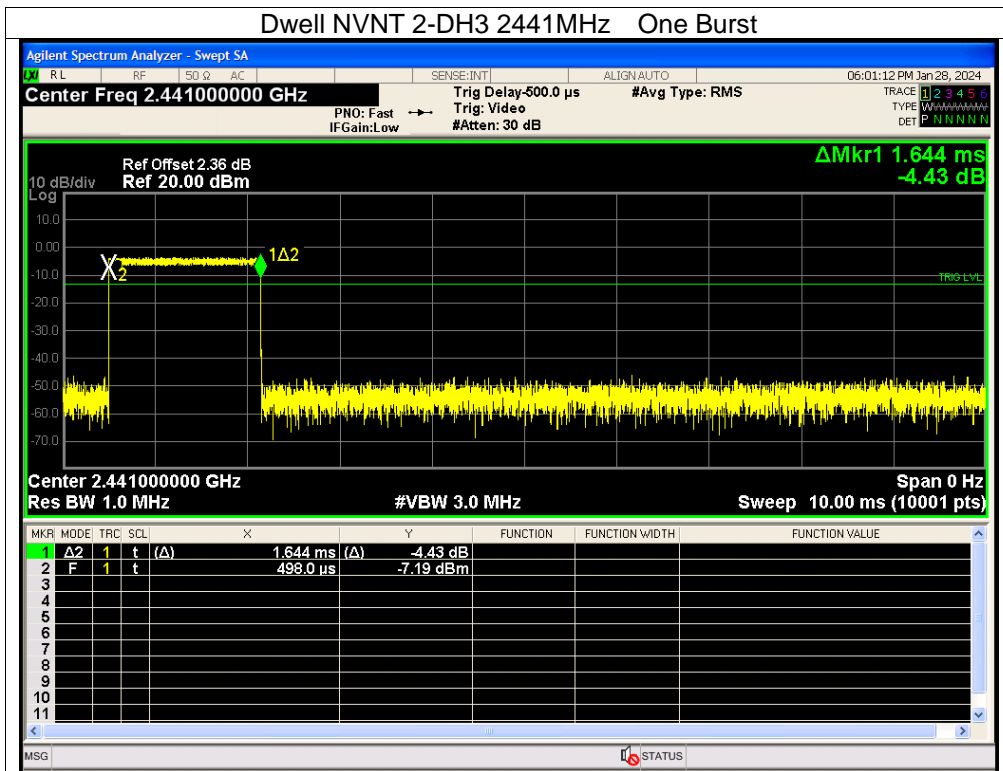 Dwell NVNT 2-DH3 2441MHz One Burst
Agilent Spectrum Analyzer - Swept SA
LXI RL RF 50 Ω AC SENSE:INT ALIGN AUTO 06:01:12 PM Jan 28, 2024
Center Freq 2.441000000 GHz Trig Delay-500.0 µs #Avg Type: RMS TRACE 1 2 3 4 5 6
PNO: Fast Trig: Video TYPE WWWWWW
IFGain:Low #Atten: 30 dB DET P N N N N N
ΔMkr1 1.644 ms
Ref Offset 2.36 dB
10 dB/div Ref 20.00 dBm -4.43 dB
Log
10.0
0.00
1Δ2
2
-10.0
TRIG LVL
-20.0
-30.0
-40.0
-50.0
-60.0
-70.0
Center 2.441000000 GHz Span 0 Hz
Res BW 1.0 MHz #VBW 3.0 MHz Sweep 10.00 ms (10001 pts)
MKR MODE TRC SCL X Y FUNCTION FUNCTION WIDTH FUNCTION VALUE
1 Δ2 1 t (Δ) 1.644 ms (Δ) -4.43 dB
2 F 1 t 498.0 µs -7.19 dBm
3
4
5
6
7
8
9
10
11
MSG STATUS